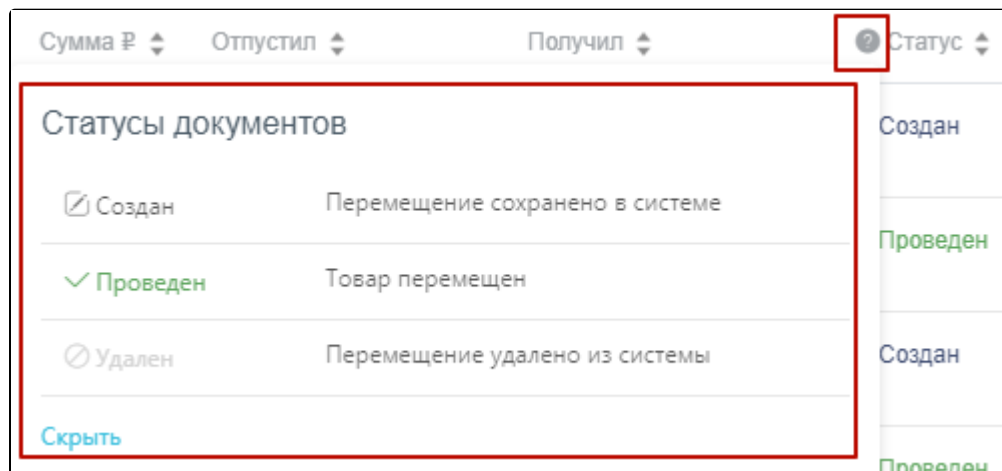 Сумма ₽ Отпустил Получил ? Статус
Статусы документов
Создан
Создан Перемещение сохранено в системе
Проведен
Проведен Товар перемещен
Удален Перемещение удалено из системы
Создан
Скрыть
Проведен